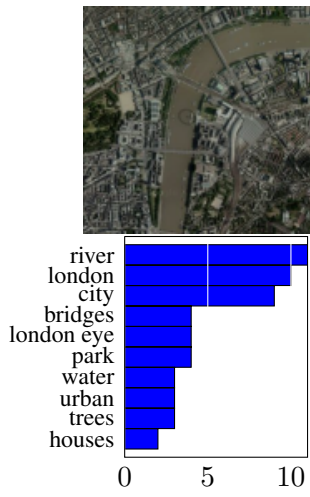 river
london
city
bridges
london eye
park
water
urban
trees
houses
0 5 10